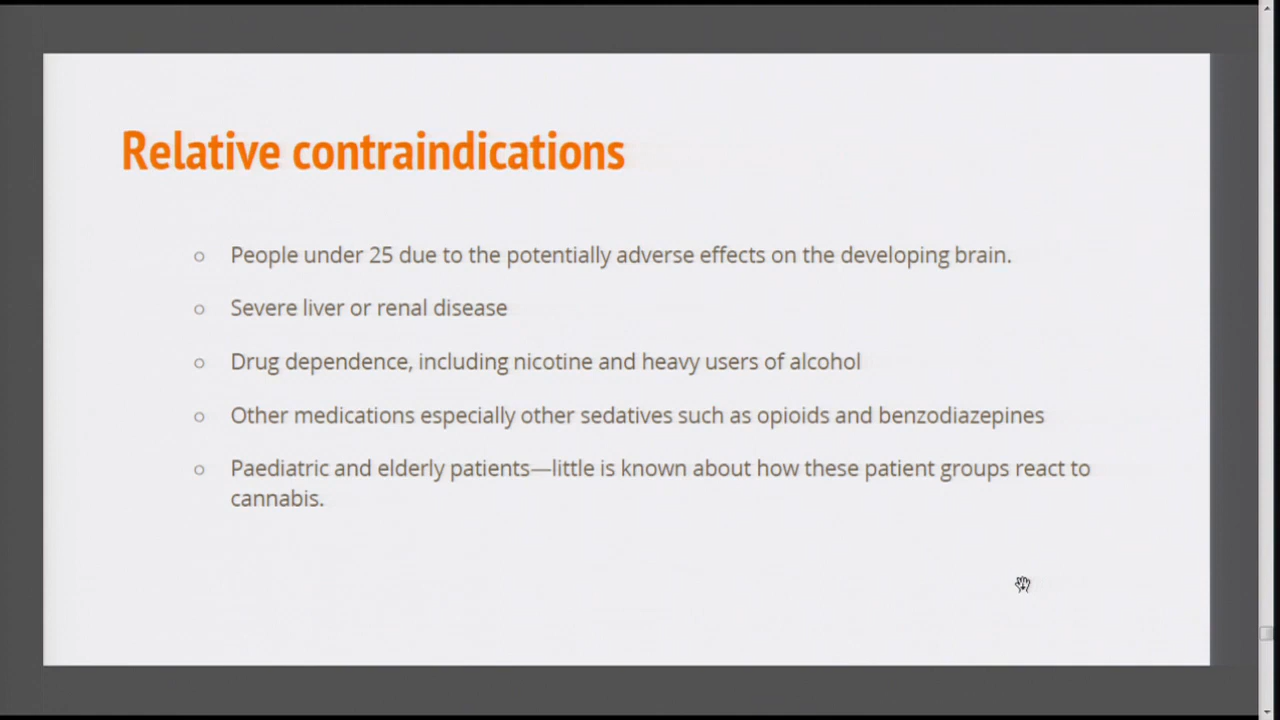 Relative contraindications
People under 25 due to the potentially adverse effects on the developing brain.
Severe liver or renal disease
Drug dependence, including nicotine and heavy users of alcohol
Other medications especially other sedatives such as opioids and benzodiazepines
Paediatric and elderly patients—little is known about how these patient groups react to
cannabis.